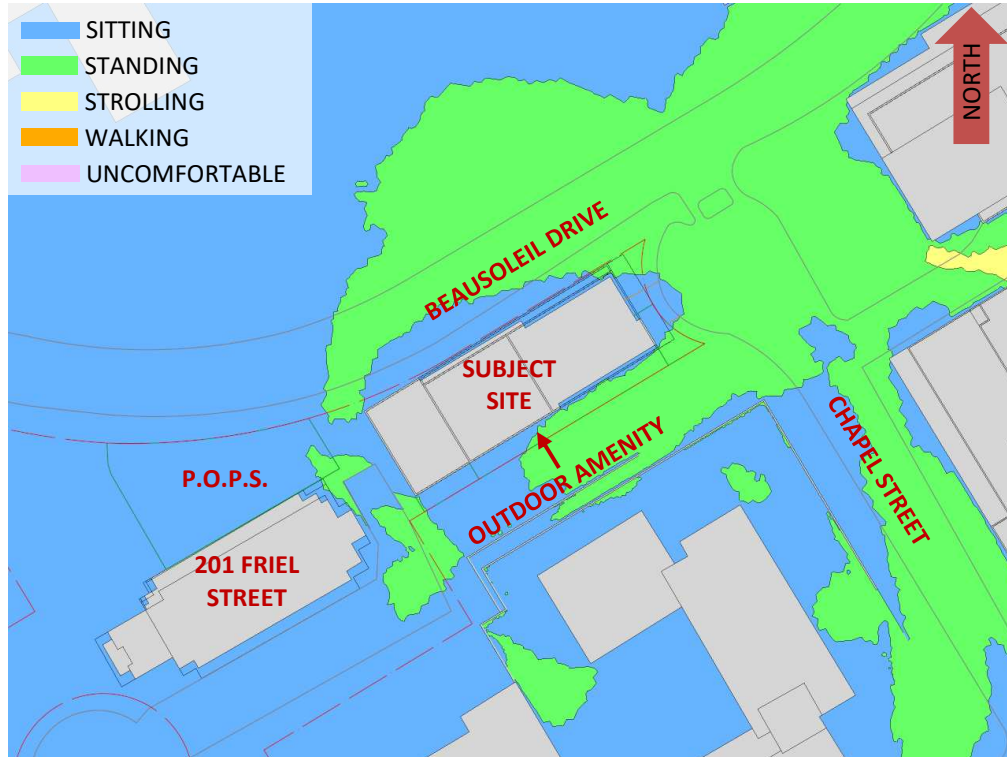 SITTING
STANDING
STROLLING
WALKING
UNCOMFORTABLE
NORTH
BEAUSOLEIL DRIVE
SUBJECT
SITE
CHAPEL STREET
P.O.P.S.
OUTDOOR AMENITY
201 FRIEL
STREET